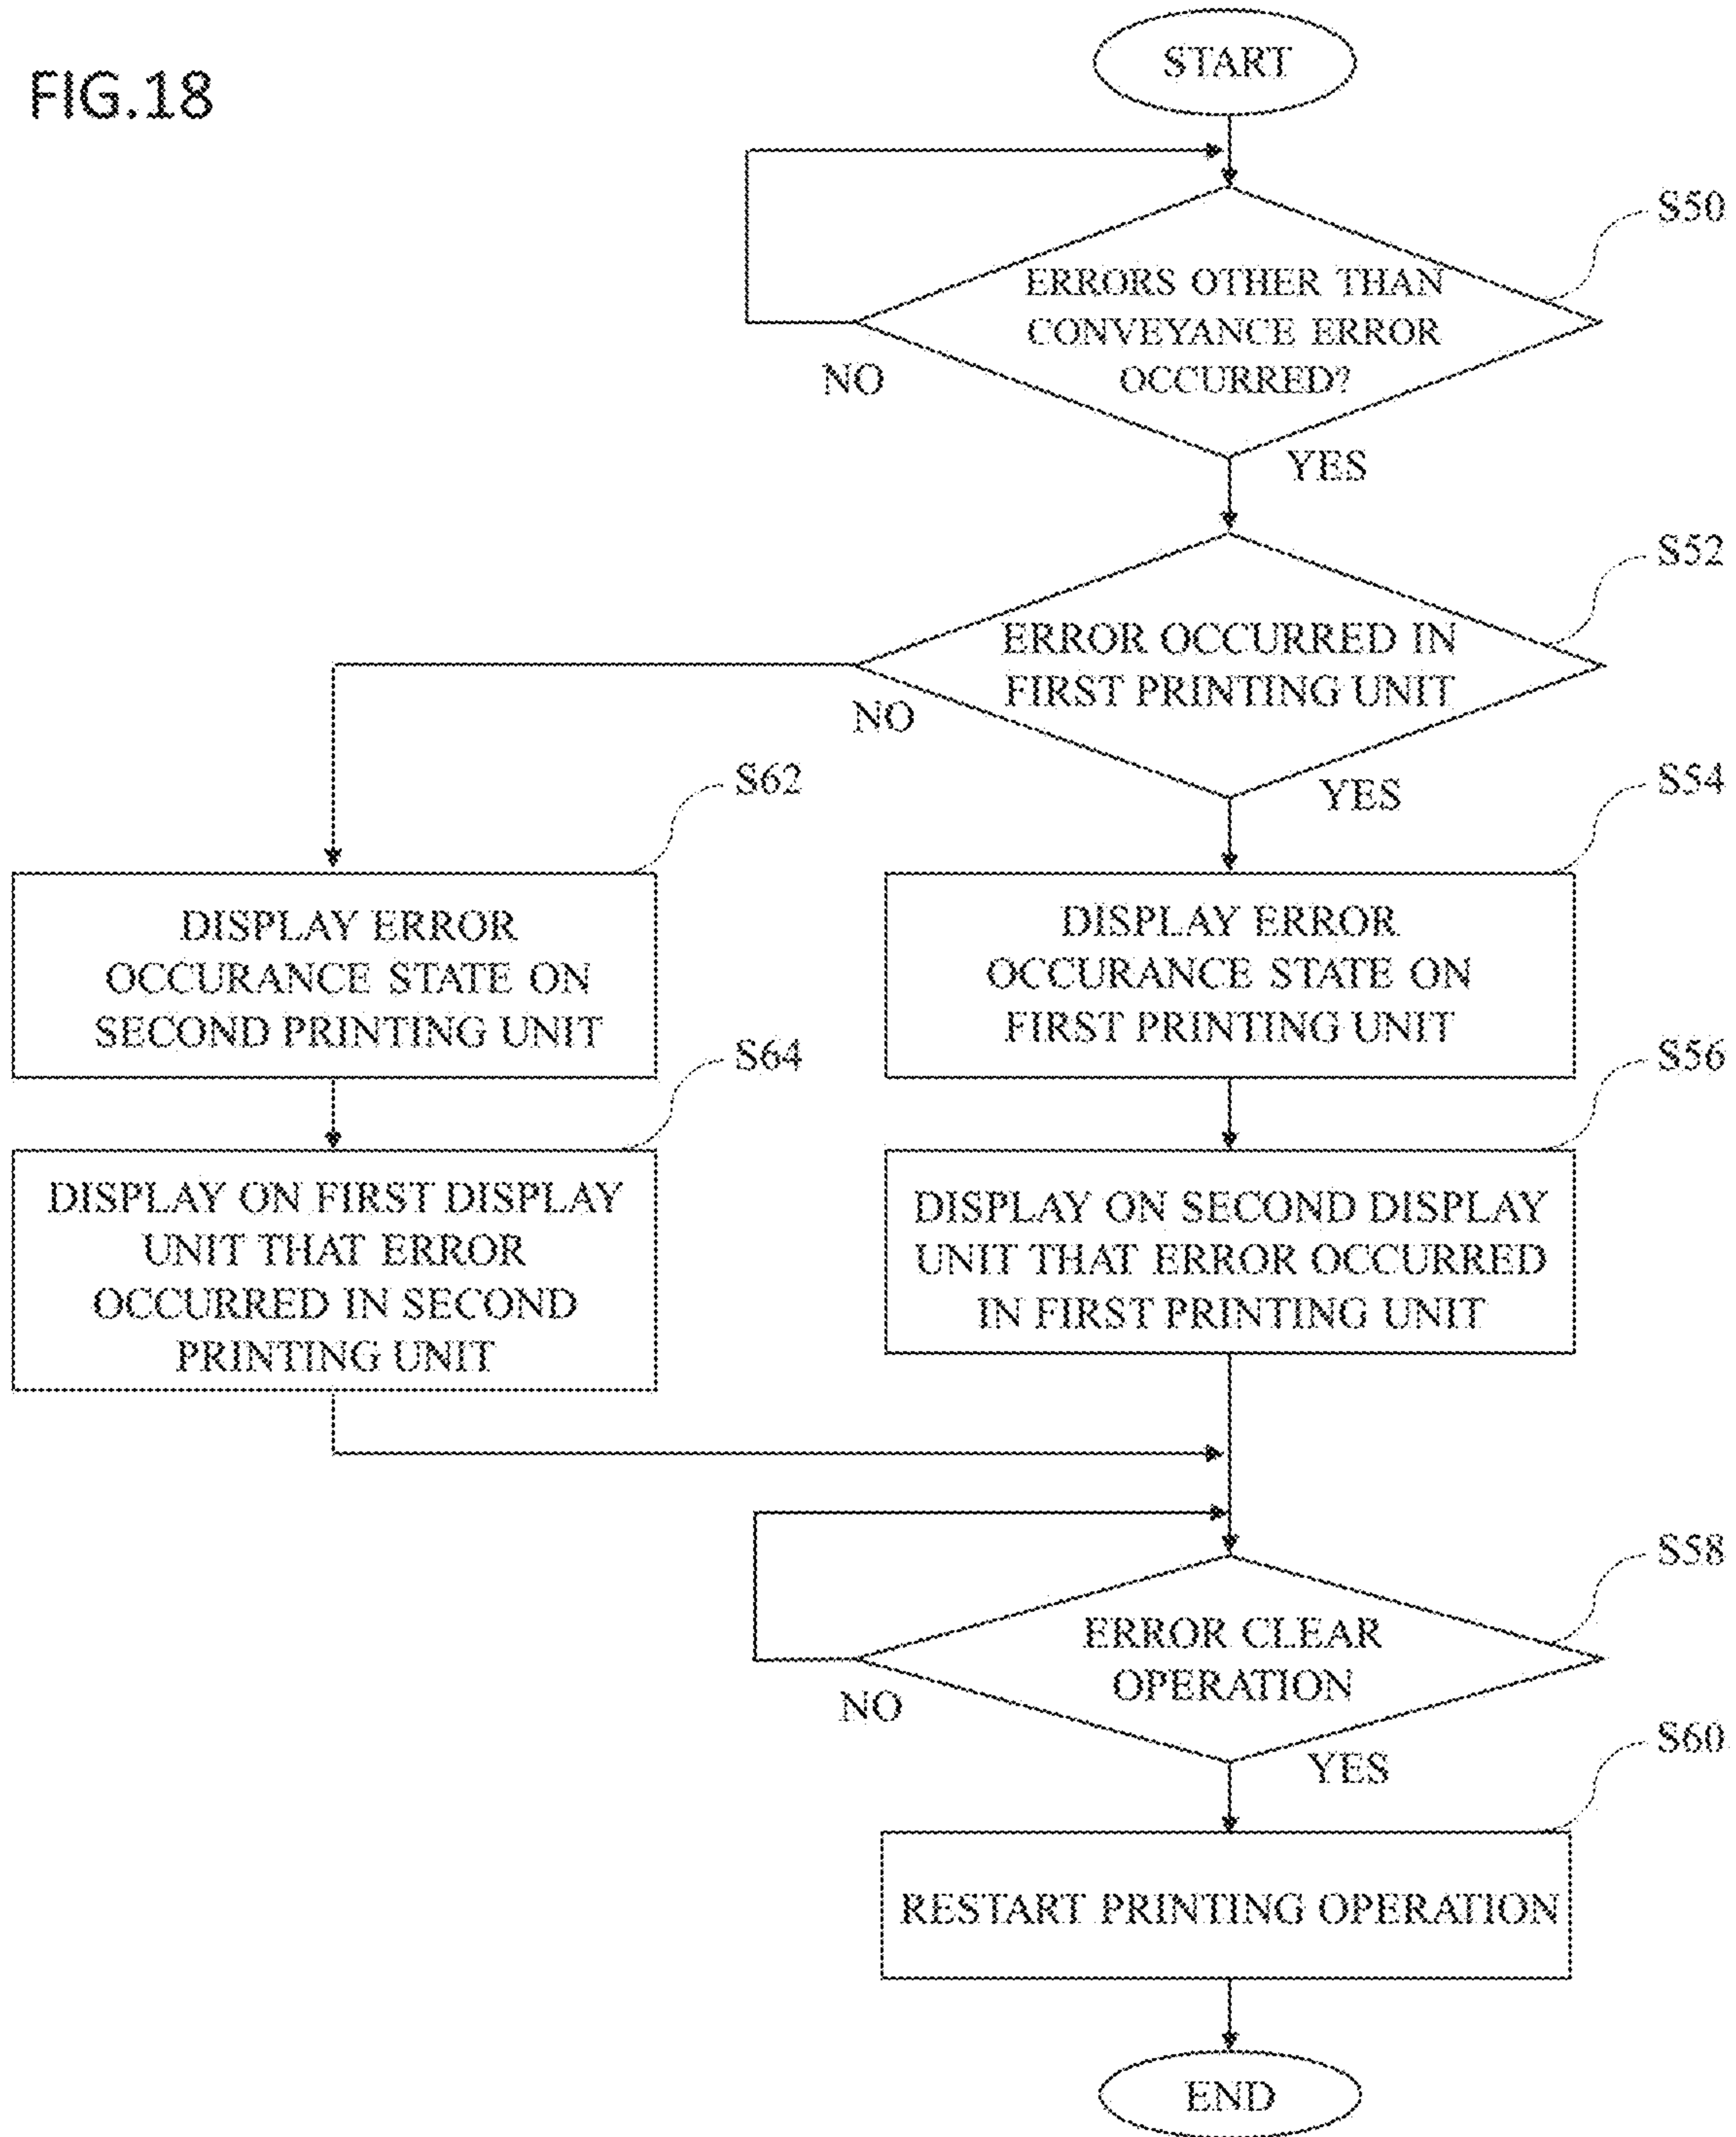 FIG.18
START
S50
ERRORS OTHER THAN
CONVEYANCE ERROR
OCCURRED?
NO
YES
S52
ERROR OCCURRED IN
FIRST PRINTING UNIT
NO
YES
S62
S54
DISPLAY ERROR
OCCURANCE STATE ON
SECOND PRINTING UNIT
DISPLAY ERROR
OCCURANCE STATE ON
FIRST PRINTING UNIT
S64
S56
DISPLAY ON FIRST DISPLAY
UNIT THAT ERROR
OCCURRED IN SECOND
PRINTING UNIT
DISPLAY ON SECOND DISPLAY
UNIT THAT ERROR OCCURRED
IN FIRST PRINTING UNIT
S58
ERROR CLEAR
OPERATION
NO
YES
S60
RESTART PRINTING OPERATION
END